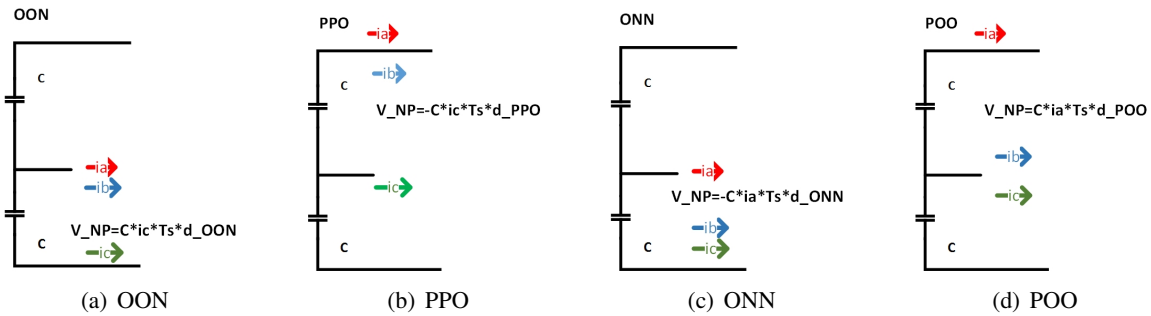 OON
c
ia
ib
V_NP=C*ic*Ts*d_OON
ic
c
(a) OON
PPO
ia
ib
c
V_NP=-C*ic*Ts*d_PPO
ic
c
(b) PPO
ONN
c
ia
V_NP=-C*ia*Ts*d_ONN
ib
ic
c
(c) ONN
POO
ia
c
V_NP=C*ia*Ts*d_POO
ib
ic
c
(d) POO